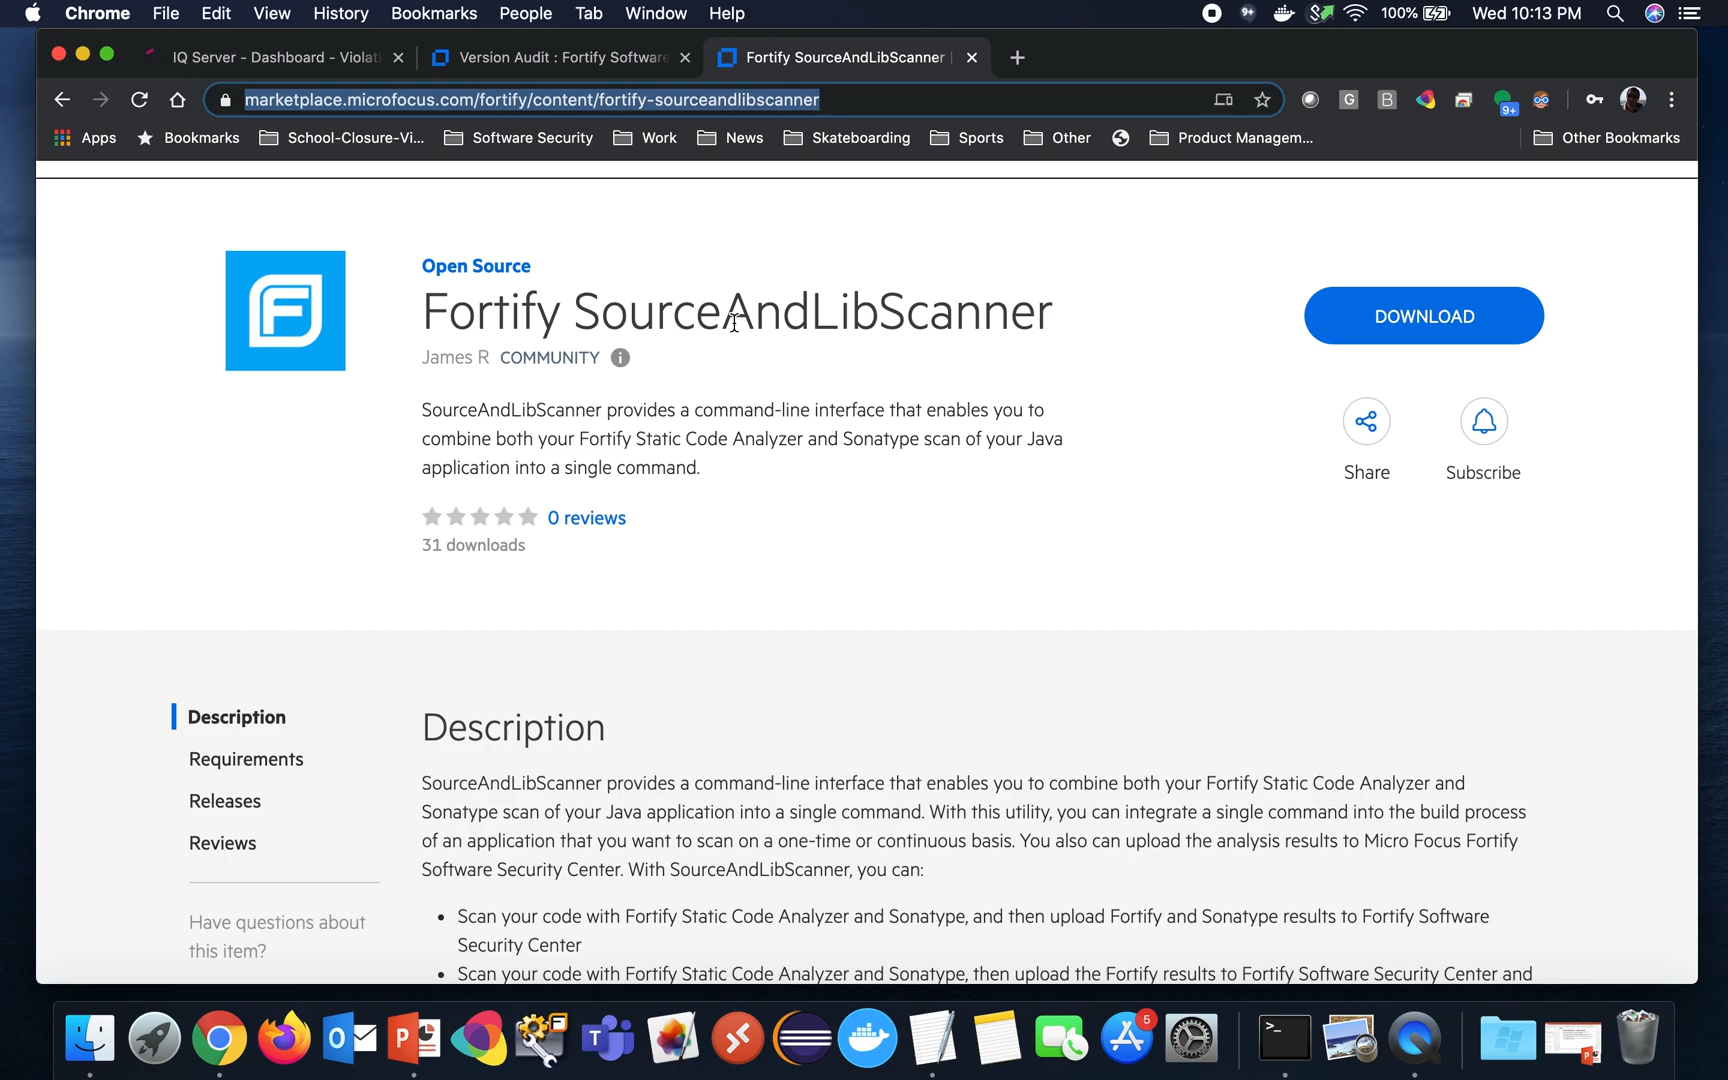 Chrome File Edit View History Bookmarks People Tab Window Help
9+ 100% Wed 10:13 PM
IQ Server - Dashboard - Violati
Version Audit : Fortify Software
Fortify SourceAndLibScanner
marketplace.microfocus.com/fortify/content/fortify-sourceandlibscanner
G B 9+
Apps Bookmarks School-Closure-Vi... Software Security Work News Skateboarding Sports Other Product Managem... Other Bookmarks
F
Open Source
Fortify SourceAndLibScanner
James R COMMUNITY i
DOWNLOAD
SourceAndLibScanner provides a command-line interface that enables you to
combine both your Fortify Static Code Analyzer and Sonatype scan of your Java
application into a single command.
Share
Subscribe
0 reviews
31 downloads
Description
Requirements
Releases
Reviews
Have questions about
this item?
Description
SourceAndLibScanner provides a command-line interface that enables you to combine both your Fortify Static Code Analyzer and
Sonatype scan of your Java application into a single command. With this utility, you can integrate a single command into the build process
of an application that you want to scan on a one-time or continuous basis. You also can upload the analysis results to Micro Focus Fortify
Software Security Center. With SourceAndLibScanner, you can:
• Scan your code with Fortify Static Code Analyzer and Sonatype, and then upload Fortify and Sonatype results to Fortify Software
Security Center
• Scan your code with Fortify Static Code Analyzer and Sonatype, then upload the Fortify results to Fortify Software Security Center and
5